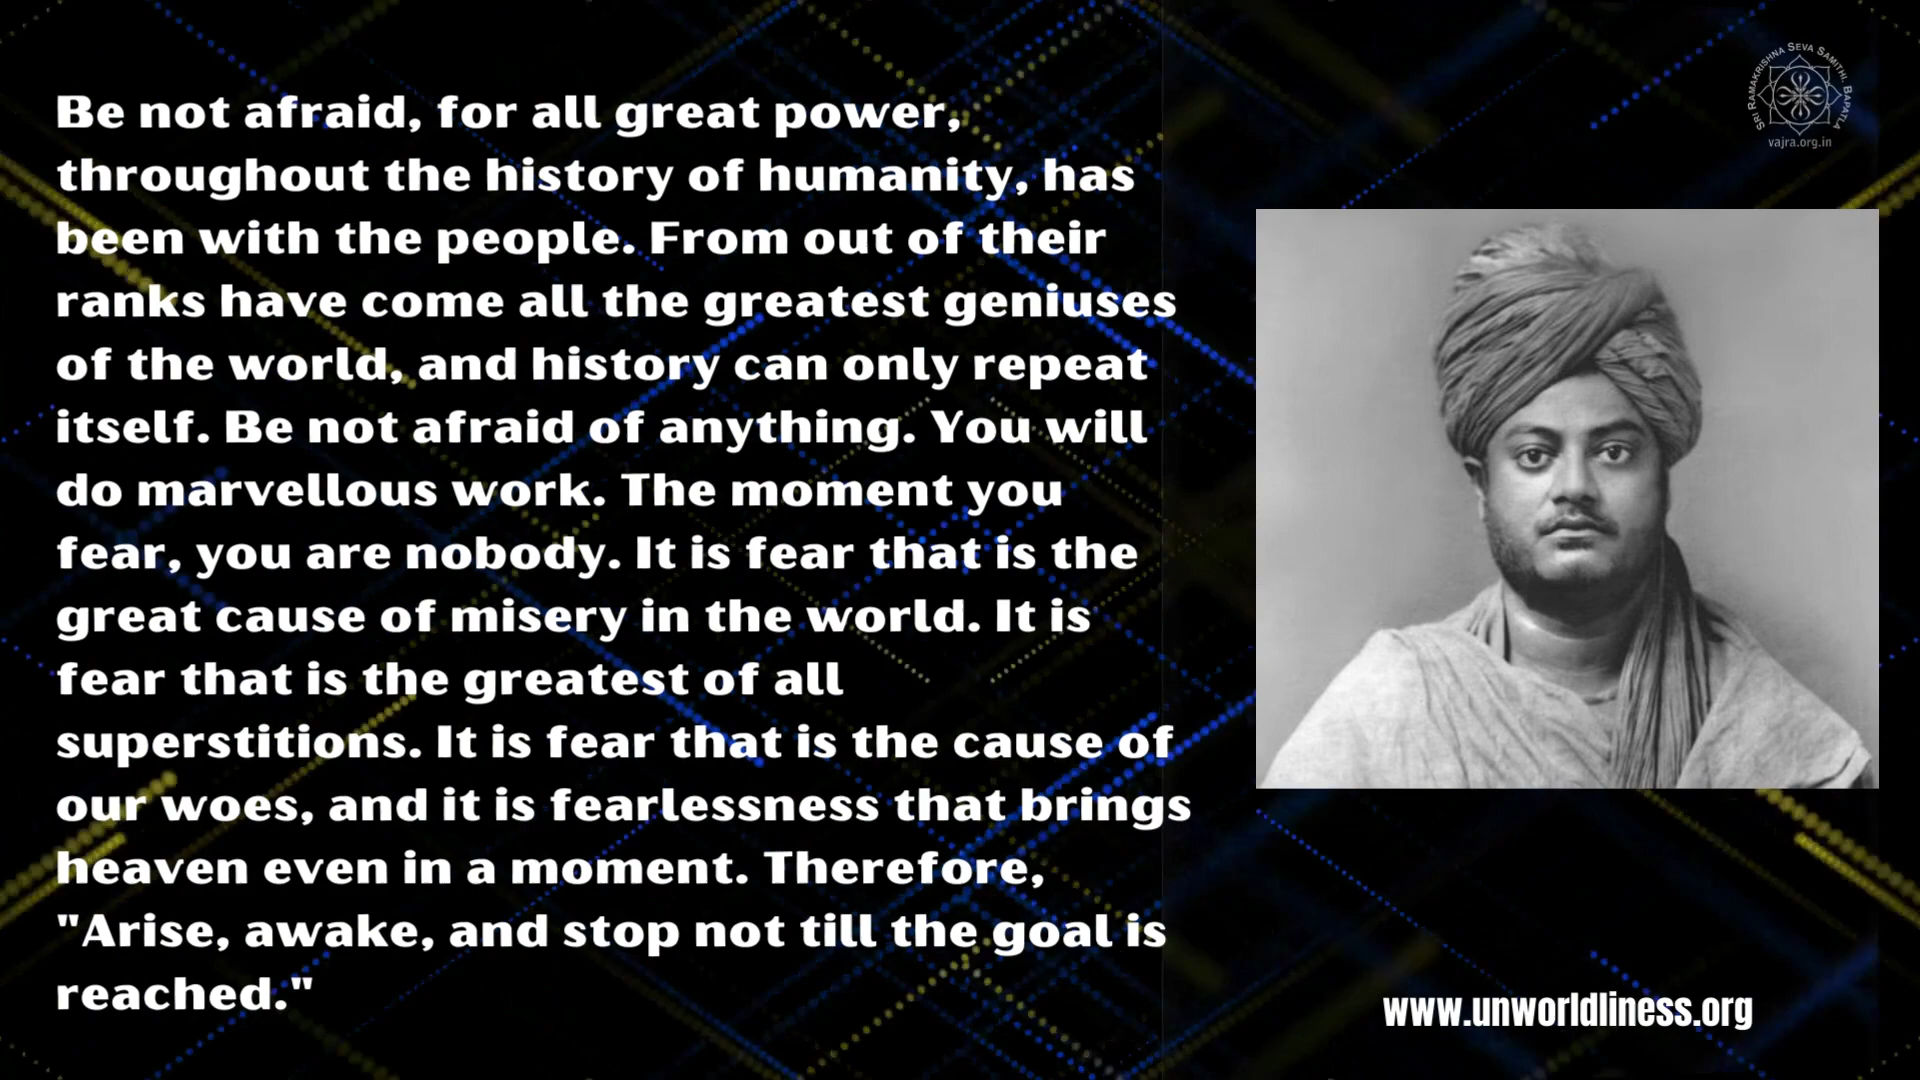 Be not afraid, for all great power,
throughout the history of humanity, has
been with the people. From out of their
ranks have come all the greatest geniuses
of the world, and history can only repeat
itself. Be not afraid of anything. You will
do marvellous work. The moment you
fear, you are nobody. It is fear that is the
great cause of misery in the world. It is
fear that is the greatest of all
superstitions. It is fear that is the cause of
our woes, and it is fearlessness that brings
heaven even in a moment. Therefore,
"Arise, awake, and stop not till the goal is
reached."
SRI RAMAKRISHNA SEVA SAMITHI, BAPATLA
vajra.org.in
www.unworldliness.org